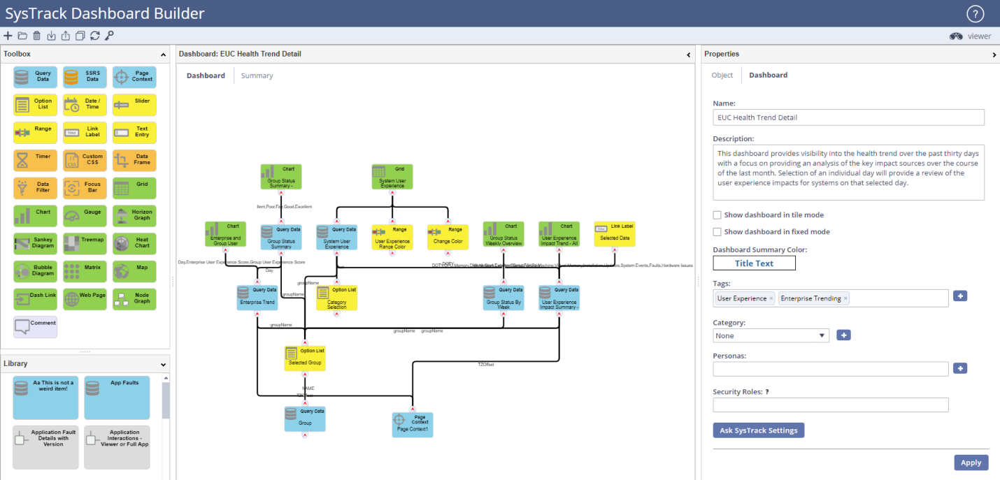 SysTrack Dashboard Builder
?
viewer
Toolbox
Query
Data
SSRS
Data
Page
Context
Option
List
Date /
Time
Slider
Range
Value
Link
Label
Text
Entry
Timer
CSS
Custom
CSS
Data
Frame
Data
Filter
Focus
Bar
Grid
Chart
Gauge
Horizon
Graph
Sankey
Diagram
Treemap
Heat
Chart
Bubble
Diagram
Matrix
Map
Dash Link
Web Page
Node
Graph
Comment
Library
Aa This is not a
weird item!
App Faults
Application Fault
Details with
Version
Application
Interactions -
Viewer or Full App
Dashboard: EUC Health Trend Detail
Dashboard
Summary
Chart
Group Status
Summary -
Grid
System User
Experience
Item,Poor,Fair,Good,Excellent
Chart
Enterprise and
Group User
Query Data
Group Status
Summary
Query Data
System User
Experience
Range
User Experience
Range Color
Range
Change Color
Chart
Group Status
Weekly Overview
Chart
User Experience
Impact Trend - All
Link Label
Selected Date
Day,Enterprise User Experience Score,Group User Experience Score
Day
Machine,Virtual Memory,Installation,Updates,System Events,Faults,Hardware Issues
groupName
groupName
Query Data
Enterprise Trend
Option List
Category
Selection
Query Data
Group Status By
Week
Query Data
User Experience
Impact Summary -
groupName
groupName
groupName
Option List
Selected Group
TZOffset
NAME
TZOffset
Query Data
Group
Page
Context
Page Context1
Properties
Object
Dashboard
Name:
EUC Health Trend Detail
Description:
This dashboard provides visibility into the health trend over the past thirty days
with a focus on providing an analysis of the key impact sources over the course
of the last month. Selection of an individual day will provide a review of the
user experience impacts for systems on that selected day.
Show dashboard in tile mode
Show dashboard in fixed mode
Dashboard Summary Color:
Title Text
Tags:
User Experience ×
Enterprise Trending ×
Category:
None
Personas:
Security Roles: ?
Ask SysTrack Settings
Apply